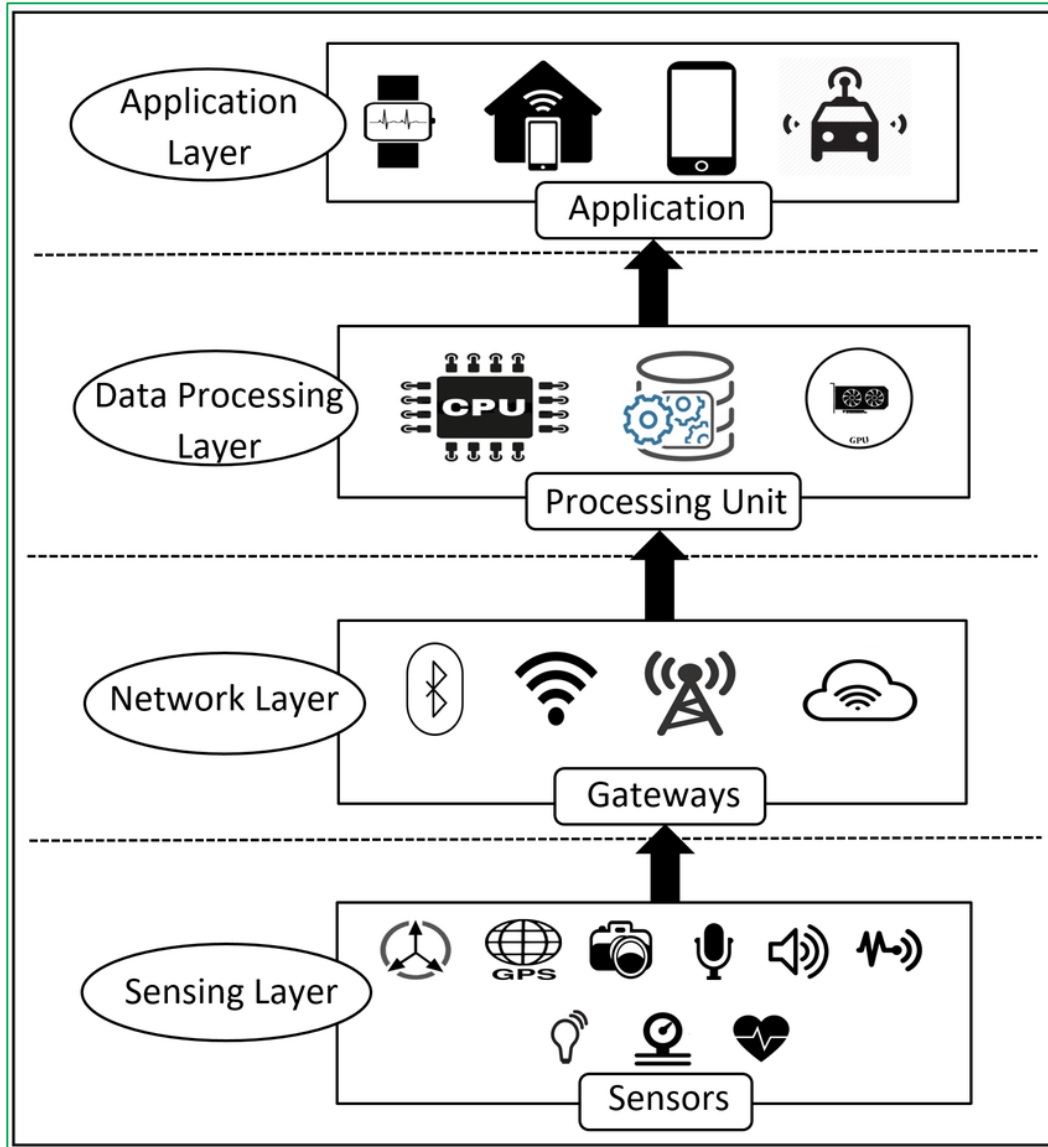 Application
Layer
Application
Data Processing
Layer
CPU
GPU
Processing Unit
Network Layer
Gateways
GPS
Sensing Layer
Sensors